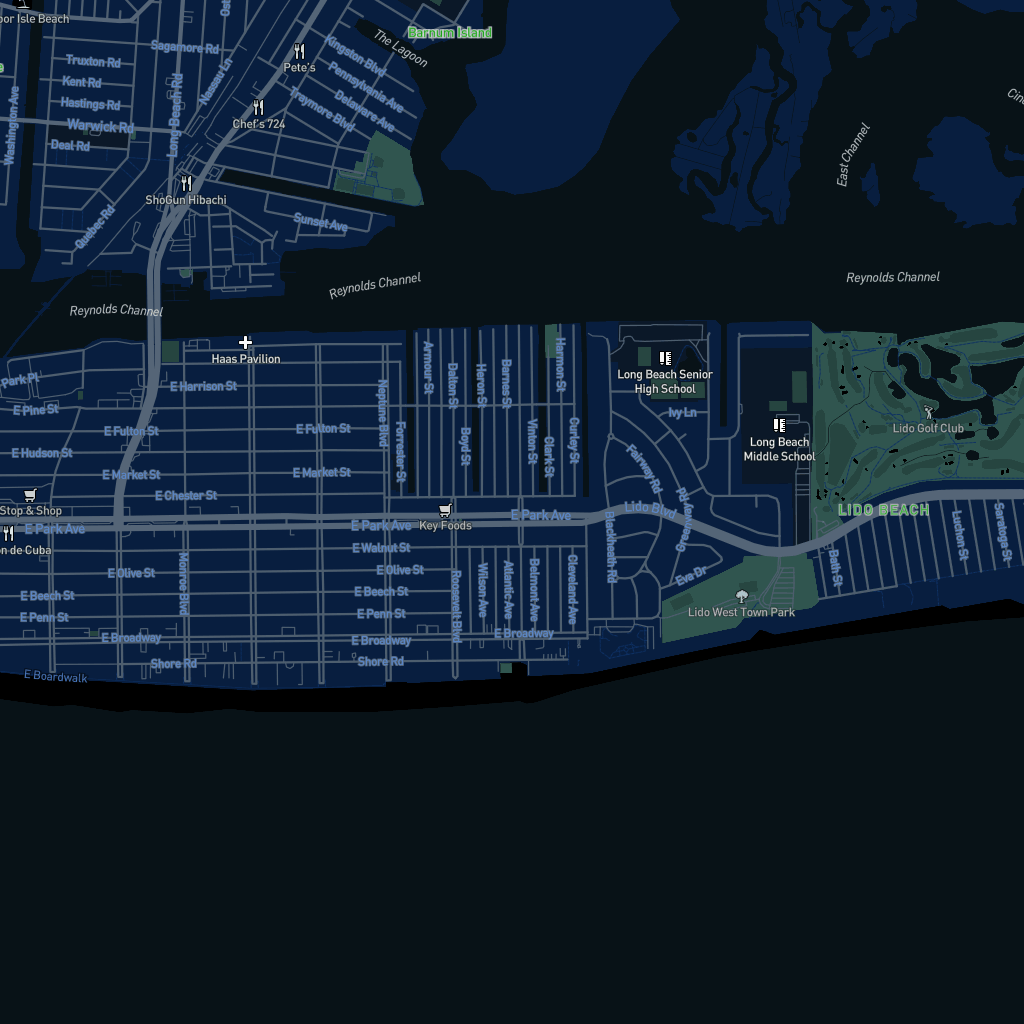 Isle Beach
Sagamore Rd
Truxton Rd
Kent Rd
Hastings Rd
Warwick Rd
Deal Rd
Washington Ave
Long Beach Rd
Nassau Ln
Quebec Rd
Pete's
Chef's 724
ShoGun Hibachi
Kingston Blvd
Pennsylvania Ave
Delaware Ave
Traymore Blvd
Sunset Ave
The Lagoon
Barnum Island
East Channel
Reynolds Channel
Reynolds Channel
Reynolds Channel
Haas Pavilion
Park Pl
E Pine St
E Hudson St
E Harrison St
E Fulton St
E Fulton St
E Market St
E Market St
E Chester St
Stop & Shop
E Park Ave
E Park Ave
E Park Ave
Key Foods
de Cuba
Neptune Blvd
Forrester St
Armour St
Dalton St
Boyd St
Heron St
Barnes St
Vinton St
Clark St
Harmon St
Curley St
Long Beach Senior
High School
Ivy Ln
Long Beach
Middle School
Lido Golf Club
LIDO BEACH
Fairway Rd
Greenway Rd
Lido Blvd
Blackheath Rd
Eva Dr
Lido West Town Park
Bath St
Luchon St
Saratoga St
E Walnut St
E Olive St
E Olive St
E Beech St
E Beech St
E Penn St
E Penn St
Monroe Blvd
Roosevelt Blvd
Wilson Ave
Atlantic Ave
Belmont Ave
Cleveland Ave
E Broadway
E Broadway
E Broadway
Shore Rd
Shore Rd
E Boardwalk